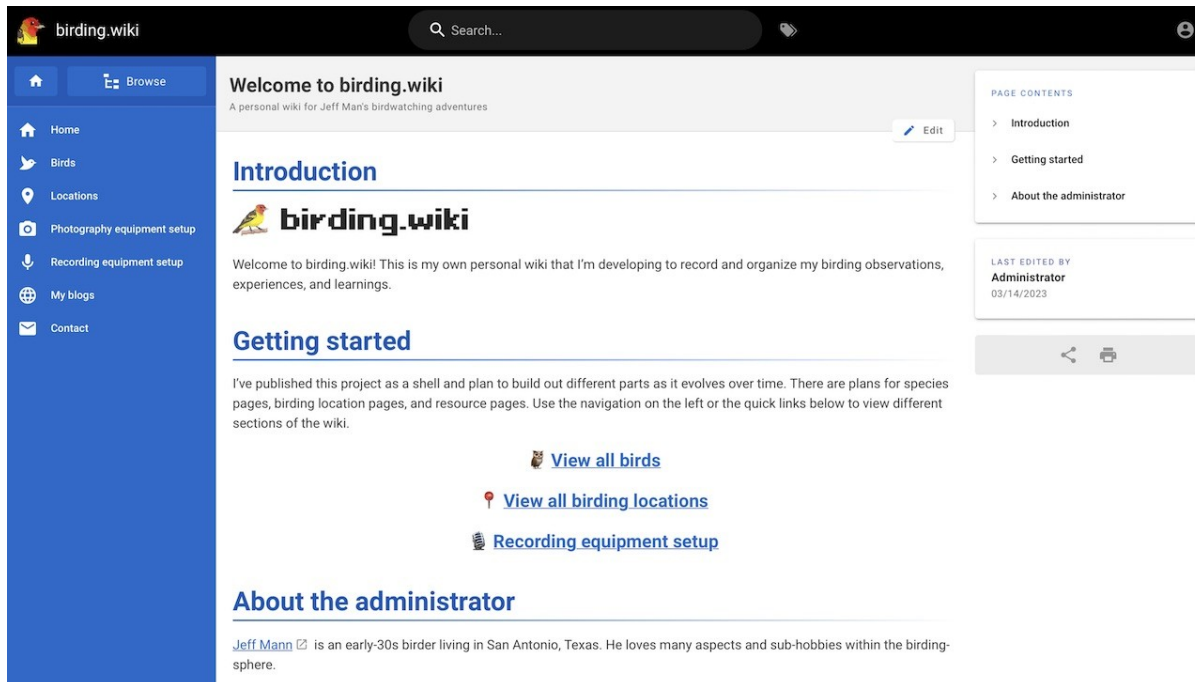 birding.wiki
Search...
Browse
Home
Birds
Locations
Photography equipment setup
Recording equipment setup
My blogs
Contact
Welcome to birding.wiki
A personal wiki for Jeff Man's birdwatching adventures
Edit
Introduction
birding.wiki
Welcome to birding.wiki! This is my own personal wiki that I'm developing to record and organize my birding observations,
experiences, and learnings.
Getting started
I've published this project as a shell and plan to build out different parts as it evolves over time. There are plans for species
pages, birding location pages, and resource pages. Use the navigation on the left or the quick links below to view different
sections of the wiki.
View all birds
View all birding locations
Recording equipment setup
About the administrator
Jeff Mann is an early-30s birder living in San Antonio, Texas. He loves many aspects and sub-hobbies within the birding-
sphere.
PAGE CONTENTS
Introduction
Getting started
About the administrator
LAST EDITED BY
Administrator
03/14/2023